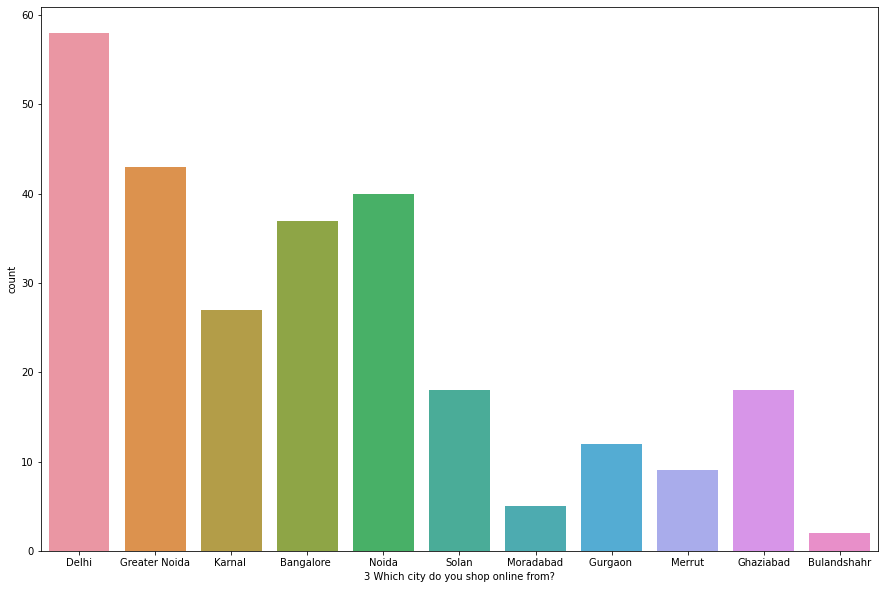 60
50
40
30
20
10
0
count
Delhi Greater Noida Karnal Bangalore Noida Solan Moradabad Gurgaon Merrut Ghaziabad Bulandshahr
3 Which city do you shop online from?